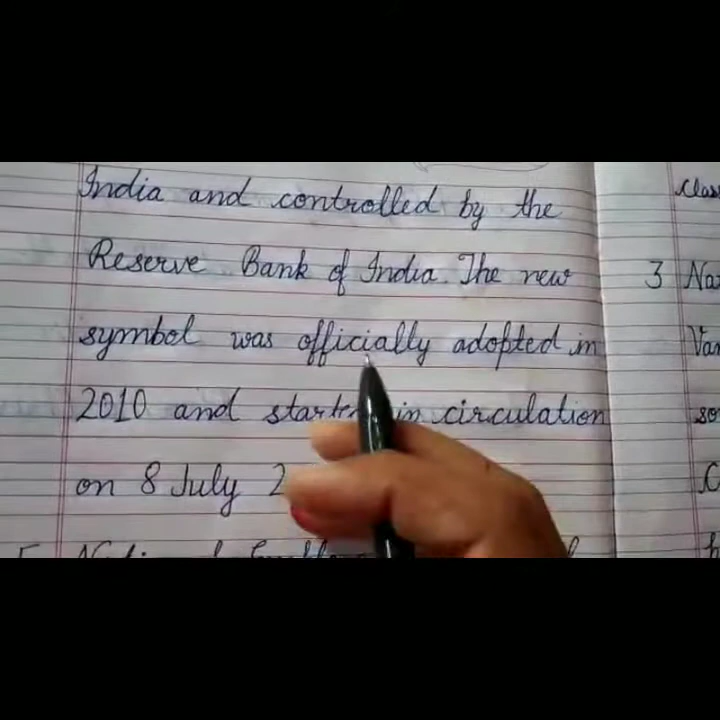 India and controlled by the
Reserve Bank of India. The new
symbol was officially adopted in
2010 and started in circulation
on 8 July
3